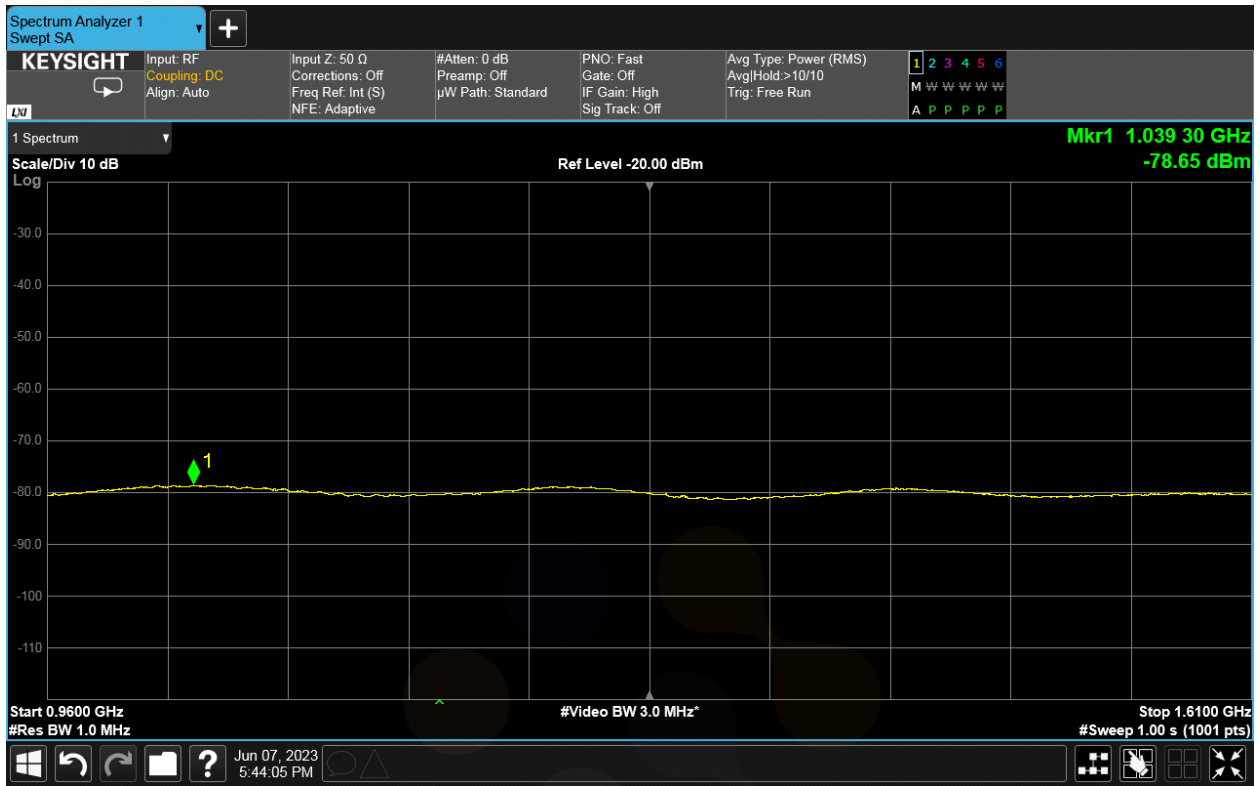 Spectrum Analyzer 1
Swept SA
+
KEYSIGHT
LXI
Input: RF
Coupling: DC
Align: Auto
Input Z: 50 Ω
Corrections: Off
Freq Ref: Int (S)
NFE: Adaptive
#Atten: 0 dB
Preamp: Off
µW Path: Standard
PNO: Fast
Gate: Off
IF Gain: High
Sig Track: Off
Avg Type: Power (RMS)
Avg|Hold:>10/10
Trig: Free Run
1 2 3 4 5 6
M W W W W W
A P P P P P
1 Spectrum
Mkr1 1.039 30 GHz
-78.65 dBm
Scale/Div 10 dB
Ref Level -20.00 dBm
Log
-30.0
-40.0
-50.0
-60.0
-70.0
1
-80.0
-90.0
-100
-110
Start 0.9600 GHz
#Video BW 3.0 MHz*
Stop 1.6100 GHz
#Res BW 1.0 MHz
#Sweep 1.00 s (1001 pts)
?
Jun 07, 2023
5:44:05 PM